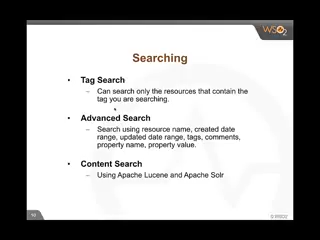 WSO2
Searching
• Tag Search
– Can search only the resources that contain the
tag you are searching.
• Advanced Search
– Search using resource name, created date
range, updated date range, tags, comments,
property name, property value.
• Content Search
– Using Apache Lucene and Apache Solr
© WSO2